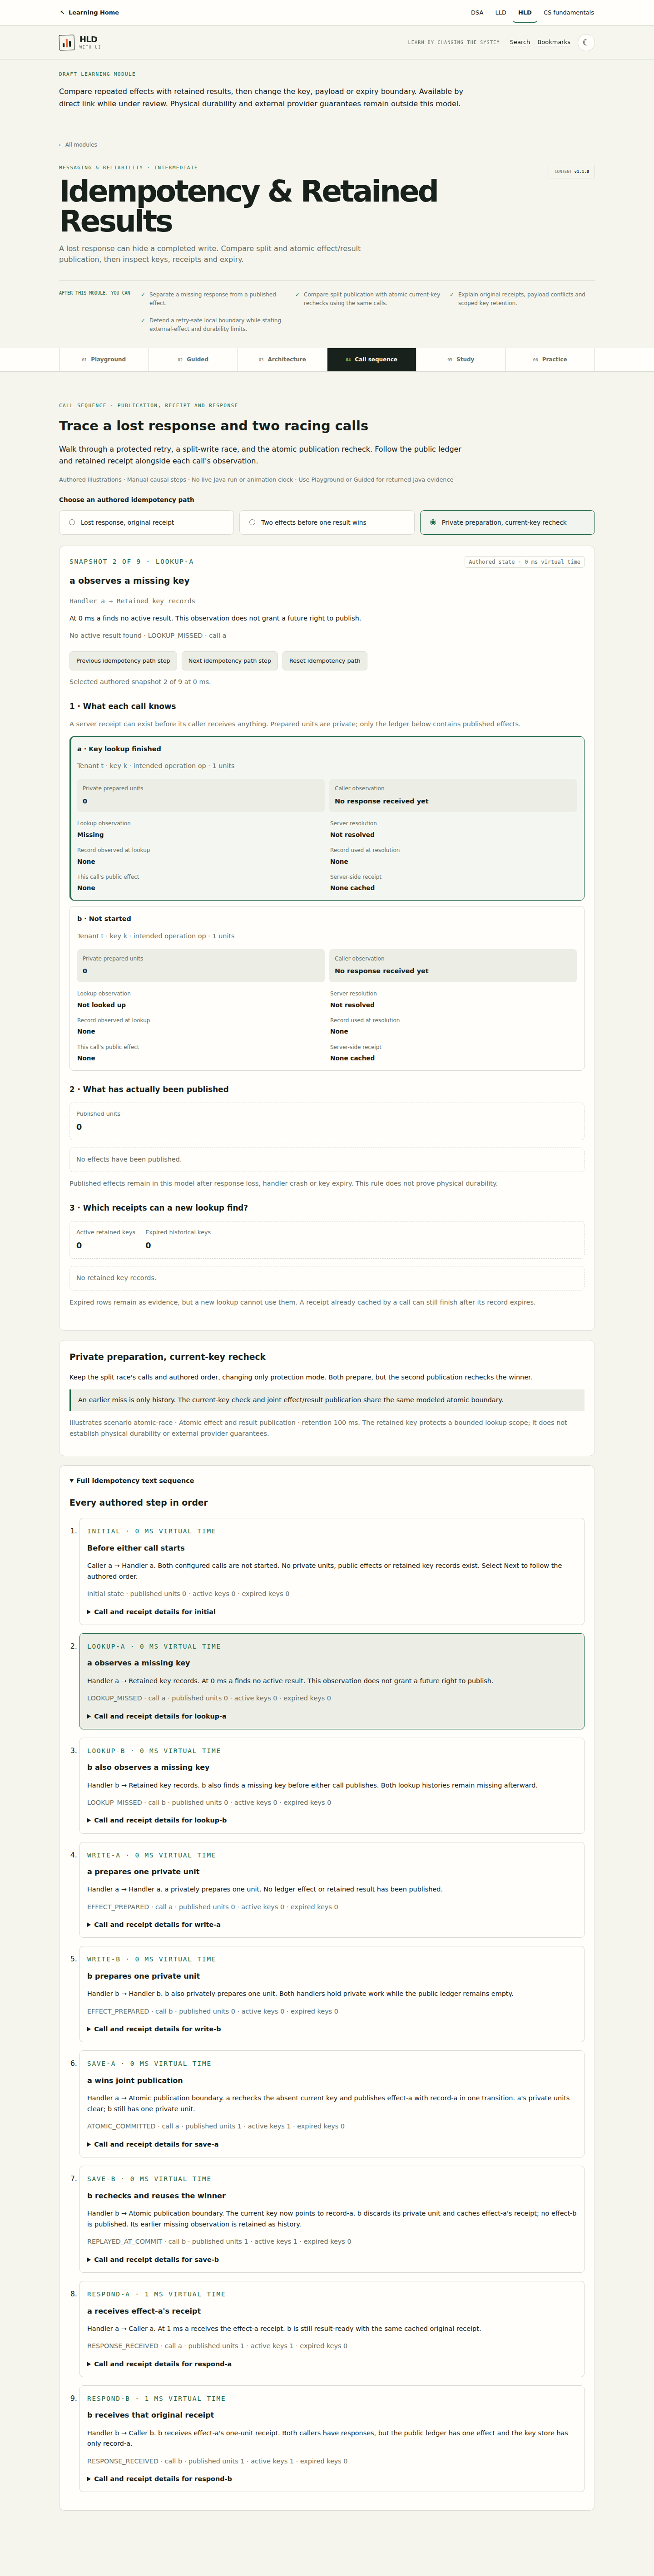 ↖ Learning Home
DSA LLD HLD CS fundamentals
HLD
WITH UI
LEARN BY CHANGING THE SYSTEM Search Bookmarks
DRAFT LEARNING MODULE
Compare repeated effects with retained results, then change the key, payload or expiry boundary. Available by
direct link while under review. Physical durability and external provider guarantees remain outside this model.
← All modules
MESSAGING & RELIABILITY · INTERMEDIATE
CONTENT v1.1.0
Idempotency & Retained
Results
A lost response can hide a completed write. Compare split and atomic effect/result
publication, then inspect keys, receipts and expiry.
AFTER THIS MODULE, YOU CAN
✓ Separate a missing response from a published
effect.
✓ Compare split publication with atomic current-key
rechecks using the same calls.
✓ Explain original receipts, payload conflicts and
scoped key retention.
✓ Defend a retry-safe local boundary while stating
external-effect and durability limits.
01 Playground
02 Guided
03 Architecture
04 Call sequence
05 Study
06 Practice
CALL SEQUENCE · PUBLICATION, RECEIPT AND RESPONSE
Trace a lost response and two racing calls
Walk through a protected retry, a split-write race, and the atomic publication recheck. Follow the public ledger
and retained receipt alongside each call's observation.
Authored illustrations · Manual causal steps · No live Java run or animation clock · Use Playground or Guided for returned Java evidence
Choose an authored idempotency path
Lost response, original receipt
Two effects before one result wins
Private preparation, current-key recheck
SNAPSHOT 2 OF 9 · LOOKUP-A
Authored state · 0 ms virtual time
a observes a missing key
Handler a → Retained key records
At 0 ms a finds no active result. This observation does not grant a future right to publish.
No active result found · LOOKUP_MISSED · call a
Previous idempotency path step
Next idempotency path step
Reset idempotency path
Selected authored snapshot 2 of 9 at 0 ms.
1 · What each call knows
A server receipt can exist before its caller receives anything. Prepared units are private; only the ledger below contains published effects.
a · Key lookup finished
Tenant t · key k · intended operation op · 1 units
Private prepared units
0
Caller observation
No response received yet
Lookup observation
Missing
Server resolution
Not resolved
Record observed at lookup
None
Record used at resolution
None
This call's public effect
None
Server-side receipt
None cached
b · Not started
Tenant t · key k · intended operation op · 1 units
Private prepared units
0
Caller observation
No response received yet
Lookup observation
Not looked up
Server resolution
Not resolved
Record observed at lookup
None
Record used at resolution
None
This call's public effect
None
Server-side receipt
None cached
2 · What has actually been published
Published units
0
No effects have been published.
Published effects remain in this model after response loss, handler crash or key expiry. This rule does not prove physical durability.
3 · Which receipts can a new lookup find?
Active retained keys
0
Expired historical keys
0
No retained key records.
Expired rows remain as evidence, but a new lookup cannot use them. A receipt already cached by a call can still finish after its record expires.
Private preparation, current-key recheck
Keep the split race's calls and authored order, changing only protection mode. Both prepare, but the second publication rechecks the winner.
An earlier miss is only history. The current-key check and joint effect/result publication share the same modeled atomic boundary.
Illustrates scenario atomic-race · Atomic effect and result publication · retention 100 ms. The retained key protects a bounded lookup scope; it does not
establish physical durability or external provider guarantees.
▼ Full idempotency text sequence
Every authored step in order
1. INITIAL · 0 MS VIRTUAL TIME
Before either call starts
Caller a → Handler a. Both configured calls are not started. No private units, public effects or retained key records exist. Select Next to follow the
authored order.
Initial state · published units 0 · active keys 0 · expired keys 0
▶ Call and receipt details for initial
2. LOOKUP-A · 0 MS VIRTUAL TIME
a observes a missing key
Handler a → Retained key records. At 0 ms a finds no active result. This observation does not grant a future right to publish.
LOOKUP_MISSED · call a · published units 0 · active keys 0 · expired keys 0
▶ Call and receipt details for lookup-a
3. LOOKUP-B · 0 MS VIRTUAL TIME
b also observes a missing key
Handler b → Retained key records. b also finds a missing key before either call publishes. Both lookup histories remain missing afterward.
LOOKUP_MISSED · call b · published units 0 · active keys 0 · expired keys 0
▶ Call and receipt details for lookup-b
4. WRITE-A · 0 MS VIRTUAL TIME
a prepares one private unit
Handler a → Handler a. a privately prepares one unit. No ledger effect or retained result has been published.
EFFECT_PREPARED · call a · published units 0 · active keys 0 · expired keys 0
▶ Call and receipt details for write-a
5. WRITE-B · 0 MS VIRTUAL TIME
b prepares one private unit
Handler b → Handler b. b also privately prepares one unit. Both handlers hold private work while the public ledger remains empty.
EFFECT_PREPARED · call b · published units 0 · active keys 0 · expired keys 0
▶ Call and receipt details for write-b
6. SAVE-A · 0 MS VIRTUAL TIME
a wins joint publication
Handler a → Atomic publication boundary. a rechecks the absent current key and publishes effect-a with record-a in one transition. a's private units
clear; b still has one private unit.
ATOMIC_COMMITTED · call a · published units 1 · active keys 1 · expired keys 0
▶ Call and receipt details for save-a
7. SAVE-B · 0 MS VIRTUAL TIME
b rechecks and reuses the winner
Handler b → Atomic publication boundary. The current key now points to record-a. b discards its private unit and caches effect-a's receipt; no effect-b
is published. Its earlier missing observation is retained as history.
REPLAYED_AT_COMMIT · call b · published units 1 · active keys 1 · expired keys 0
▶ Call and receipt details for save-b
8. RESPOND-A · 1 MS VIRTUAL TIME
a receives effect-a's receipt
Handler a → Caller a. At 1 ms a receives the effect-a receipt. b is still result-ready with the same cached original receipt.
RESPONSE_RECEIVED · call a · published units 1 · active keys 1 · expired keys 0
▶ Call and receipt details for respond-a
9. RESPOND-B · 1 MS VIRTUAL TIME
b receives that original receipt
Handler b → Caller b. b receives effect-a's one-unit receipt. Both callers have responses, but the public ledger has one effect and the key store has
only record-a.
RESPONSE_RECEIVED · call b · published units 1 · active keys 1 · expired keys 0
▶ Call and receipt details for respond-b